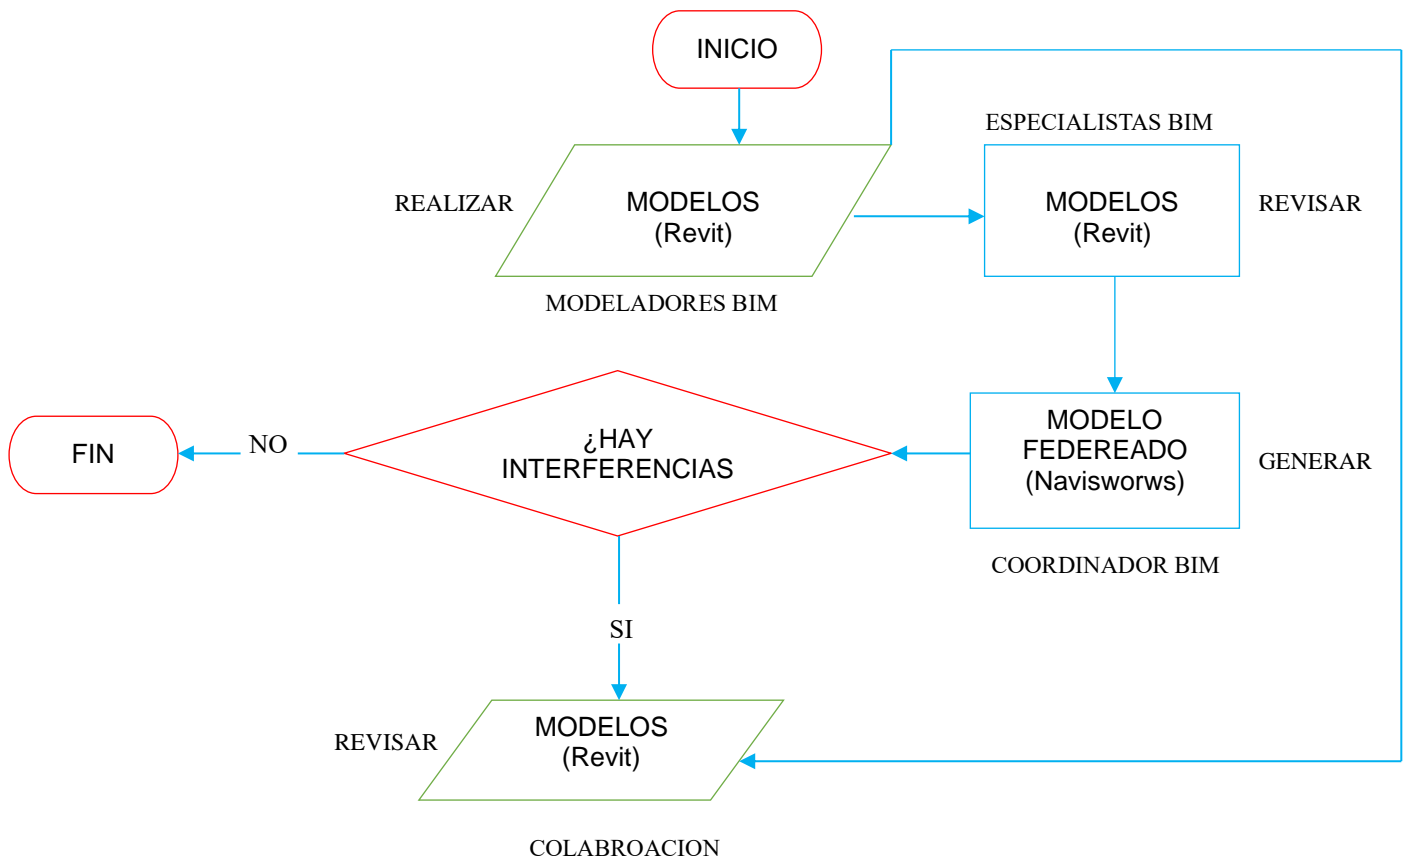 INICIO
ESPECIALISTAS BIM
REALIZAR
MODELOS
(Revit)
MODELOS
(Revit)
REVISAR
MODELADORES BIM
FIN
NO
¿HAY
INTERFERENCIAS
MODELO
FEDEREADO
(Navisworws)
GENERAR
COORDINADOR BIM
SI
REVISAR
MODELOS
(Revit)
COLABROACION